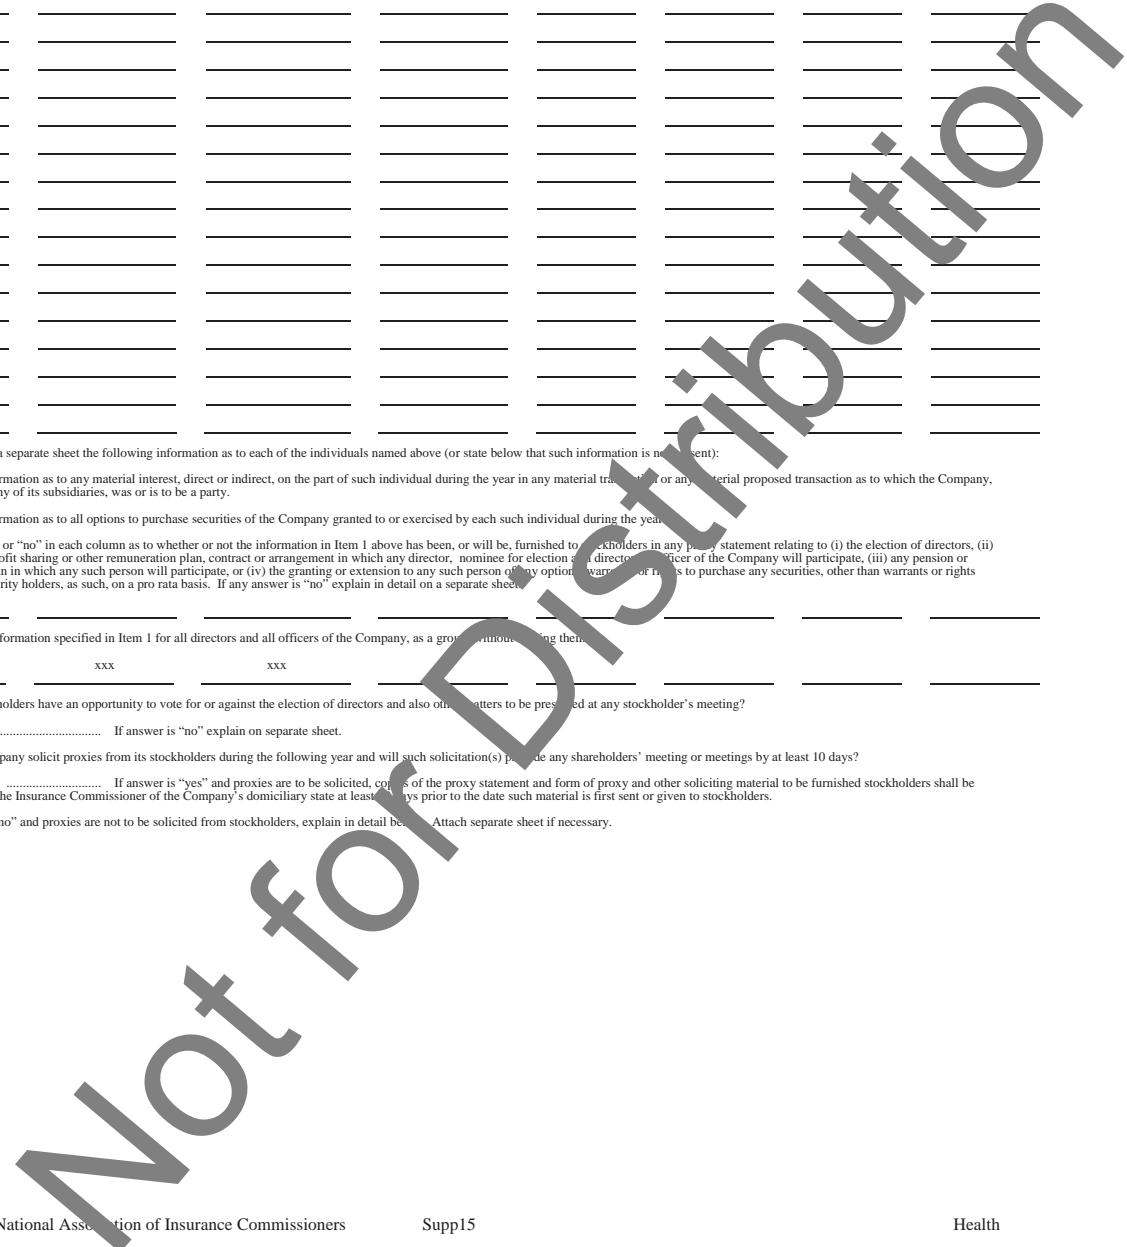 a separate sheet the following information as to each of the individuals named above (or state below that such information is sent):
as to any material interest, direct or indirect, on the part of such individual during the year in any material or any proposed transaction as to which the Company,
of its subsidiaries, was or is to be a party.
as to all options to purchase securities of the Company granted to or exercised by each such individual during the year
or “no” in each column as to whether or not the information in Item 1 above has been, or will be, furnished to in any statement relating to (i) the election of directors, (ii)
sharing or other remuneration plan, contract or arrangement in which any director, nominee for election of the Company will participate, (iii) any pension or
in which any such person will participate, or (iv) the granting or extension to any such person of to purchase any securities, other than warrants or rights
holders, as such, on a pro rata basis. If any answer is “no” explain in detail on a separate sheet
specified in Item 1 for all directors and all officers of the Company, as a
xxx xxx
have an opportunity to vote for or against the election of directors and also to be at any stockholder’s meeting?
............................... If answer is “no” explain on separate sheet.
solicit proxies from its stockholders during the following year and will such solicitation(s) any shareholders’ meeting or meetings by at least 10 days?
............................. If answer is “yes” and proxies are to be solicited, of the proxy statement and form of proxy and other soliciting material to be furnished stockholders shall be
Insurance Commissioner of the Company’s domiciliary state at least prior to the date such material is first sent or given to stockholders.
and proxies are not to be solicited from stockholders, explain in detail Attach separate sheet if necessary.
Not for Distribution
National of Insurance Commissioners Supp15 Health